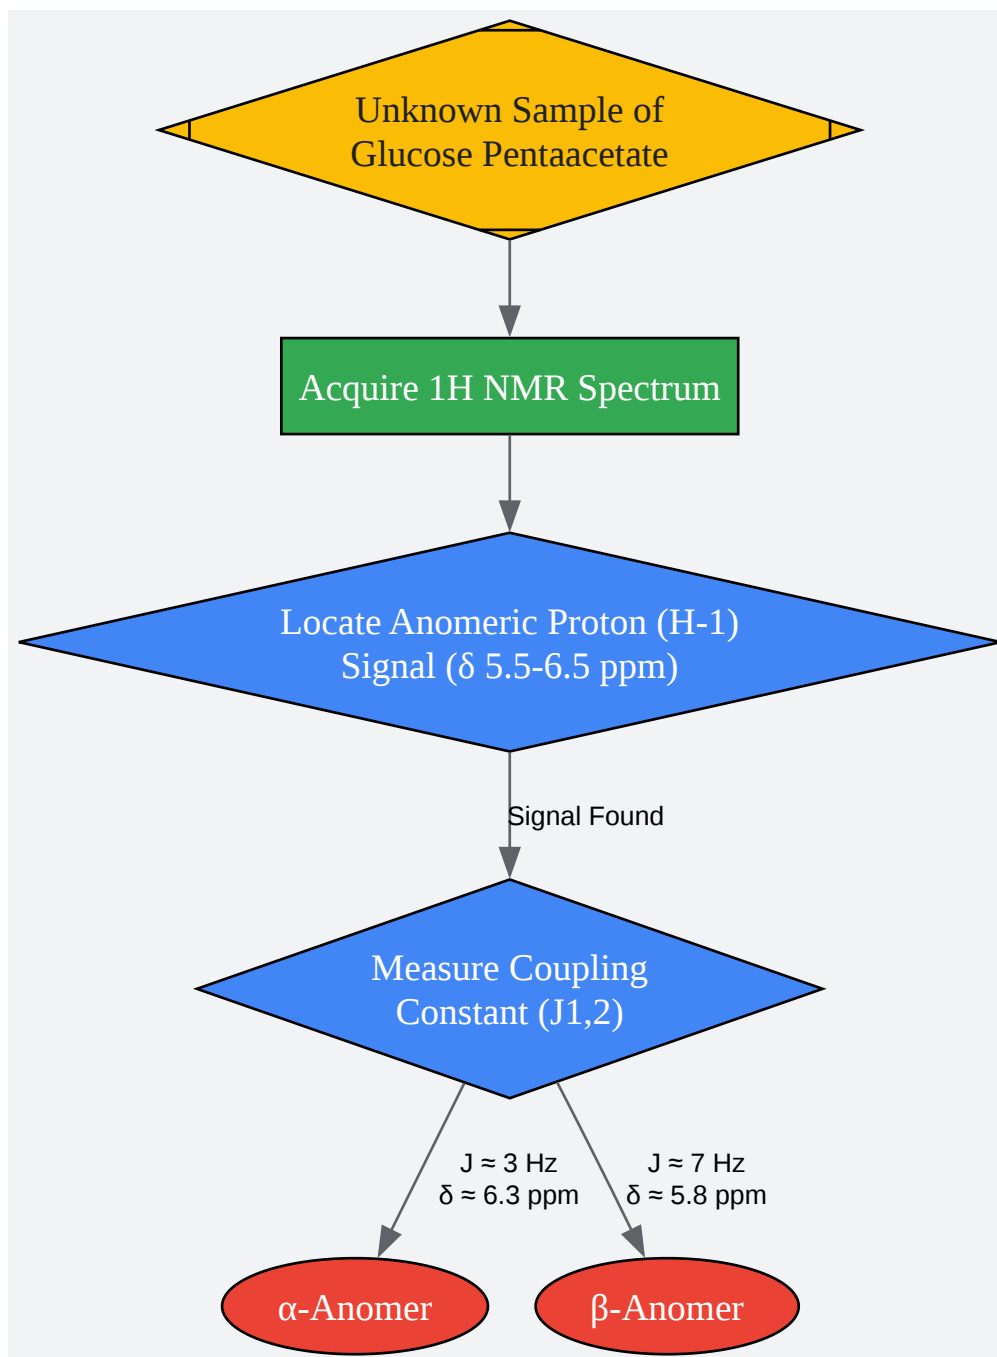 Unknown Sample of
Glucose Pentaacetate
Acquire 1H NMR Spectrum
Locate Anomeric Proton (H-1)
Signal (δ 5.5-6.5 ppm)
Signal Found
Measure Coupling
Constant (J1,2)
J ≈ 3 Hz
δ ≈ 6.3 ppm
J ≈ 7 Hz
δ ≈ 5.8 ppm
α-Anomer
β-Anomer